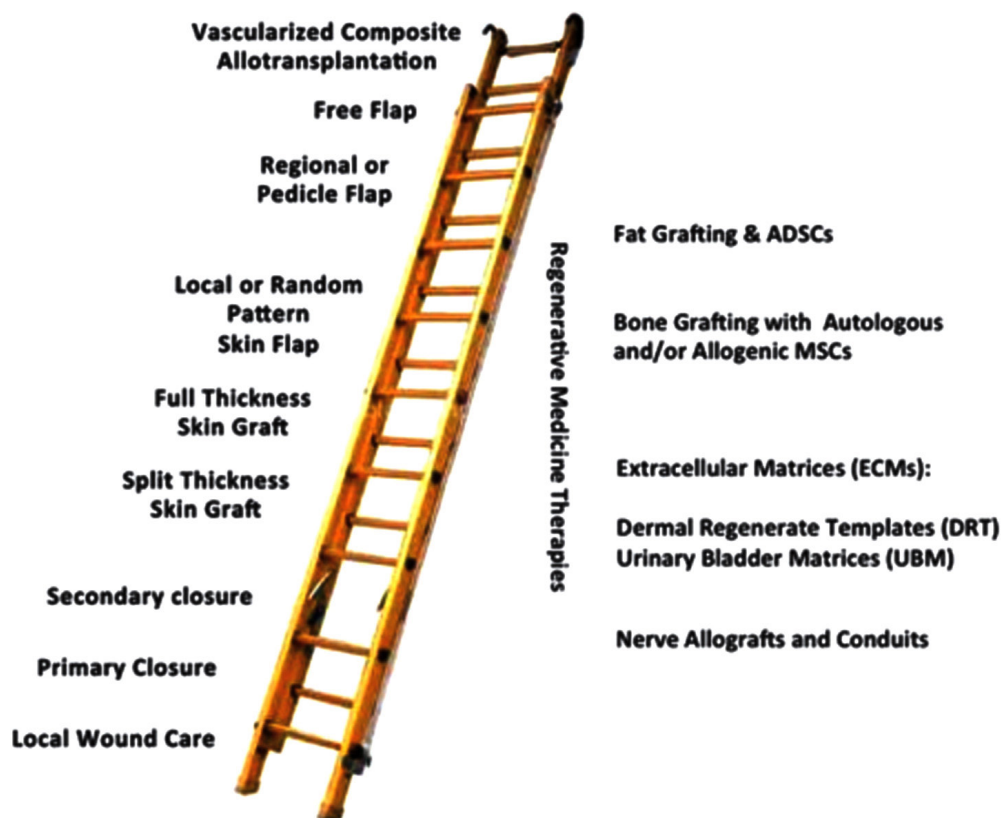 Vascularized Composite
Allotransplantation
Free Flap
Regional or
Pedicle Flap
Local or Random
Pattern
Skin Flap
Full Thickness
Skin Graft
Split Thickness
Skin Graft
Secondary closure
Primary Closure
Local Wound Care
Regenerative Medicine Therapies
Fat Grafting & ADSCs
Bone Grafting with Autologous
and/or Allogenic MSCs
Extracellular Matrices (ECMs):
Dermal Regenerate Templates (DRT)
Urinary Bladder Matrices (UBM)
Nerve Allografts and Conduits